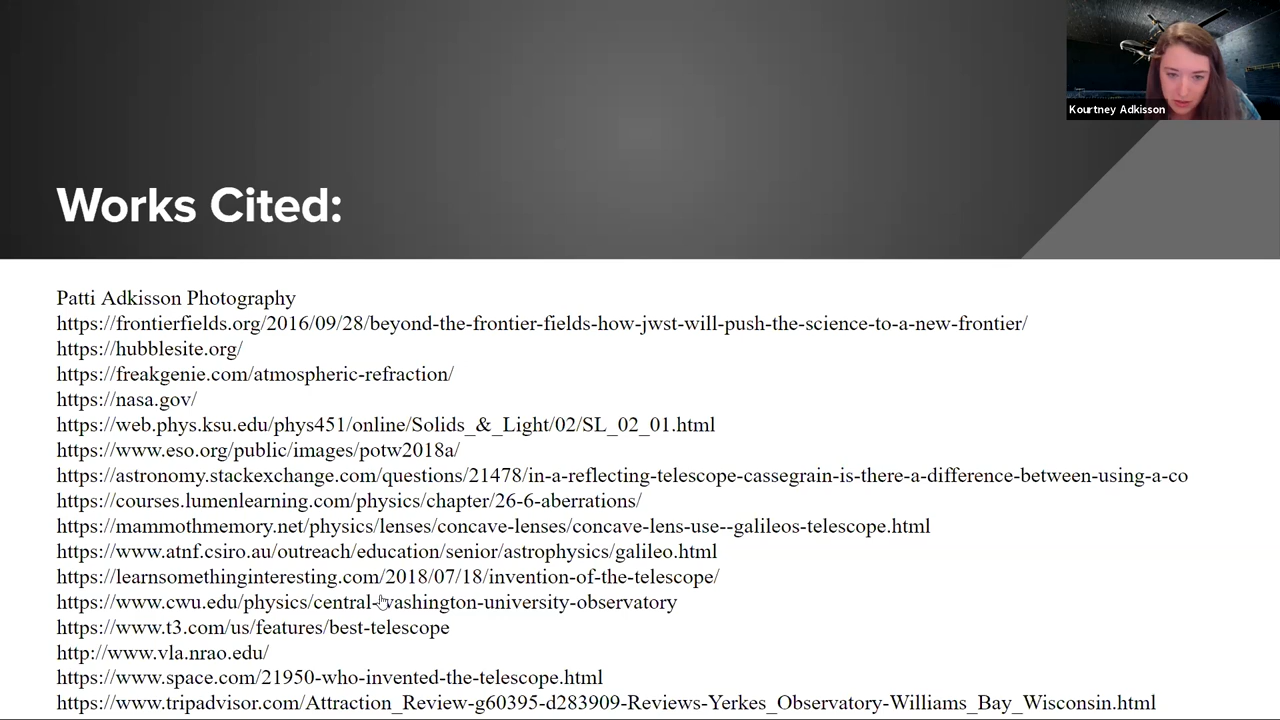 Kourtney Adkisson
Works Cited:
Patti Adkisson Photography
https://frontierfields.org/2016/09/28/beyond-the-frontier-fields-how-jwst-will-push-the-science-to-a-new-frontier/
https://hubblesite.org/
https://freakgenie.com/atmospheric-refraction/
https://nasa.gov/
https://web.phys.ksu.edu/phys451/online/Solids_&_Light/02/SL_02_01.html
https://www.eso.org/public/images/potw2018a/
https://astronomy.stackexchange.com/questions/21478/in-a-reflecting-telescope-cassegrain-is-there-a-difference-between-using-a-co
https://courses.lumenlearning.com/physics/chapter/26-6-aberrations/
https://mammothmemory.net/physics/lenses/concave-lenses/concave-lens-use--galileos-telescope.html
https://www.atnf.csiro.au/outreach/education/senior/astrophysics/galileo.html
https://learnsomethinginteresting.com/2018/07/18/invention-of-the-telescope/
https://www.cwu.edu/physics/central-washington-university-observatory
https://www.t3.com/us/features/best-telescope
http://www.vla.nrao.edu/
https://www.space.com/21950-who-invented-the-telescope.html
https://www.tripadvisor.com/Attraction_Review-g60395-d283909-Reviews-Yerkes_Observatory-Williams_Bay_Wisconsin.html